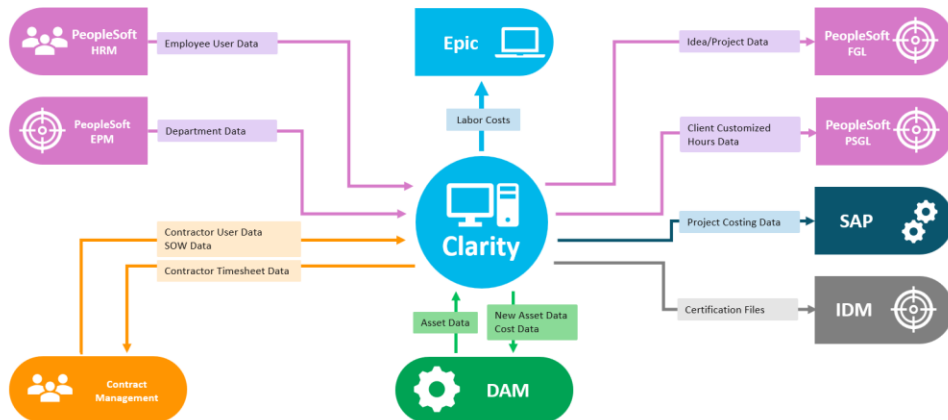 PeopleSoft
HRM
Employee User Data
Epic
Idea/Project Data
PeopleSoft
FGL
PeopleSoft
EPM
Department Data
Labor Costs
Client Customized
Hours Data
PeopleSoft
PSGL
Clarity
Contractor User Data
SOW Data
Project Costing Data
SAP
Contractor Timesheet Data
Certification Files
IDM
Asset Data
New Asset Data
Cost Data
Contract
Management
DAM